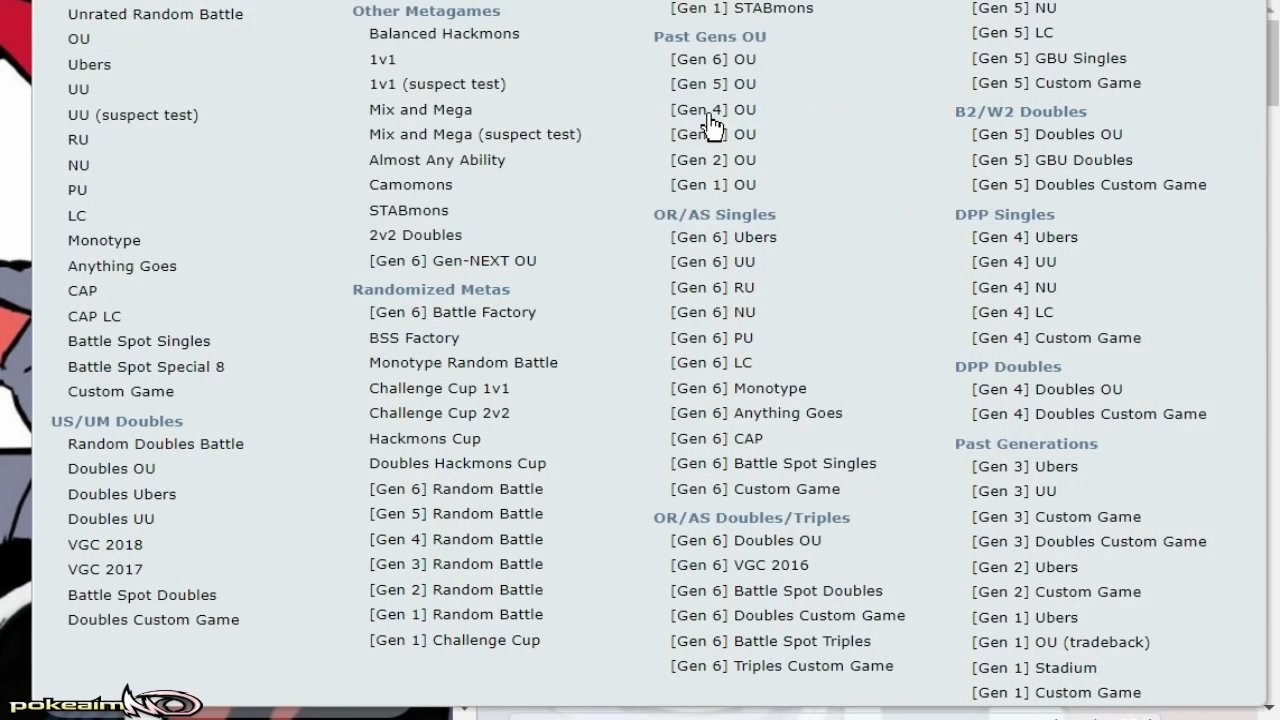 Unrated Random Battle
OU
Ubers
UU
UU (suspect test)
RU
NU
PU
LC
Monotype
Anything Goes
CAP
CAP LC
Battle Spot Singles
Battle Spot Special 8
Custom Game
US/UM Doubles
Random Doubles Battle
Doubles OU
Doubles Ubers
Doubles UU
VGC 2018
VGC 2017
Battle Spot Doubles
Doubles Custom Game
Other Metagames
Balanced Hackmons
1v1
1v1 (suspect test)
Mix and Mega
Mix and Mega (suspect test)
Almost Any Ability
Camomons
STABmons
2v2 Doubles
[Gen 6] Gen-NEXT OU
Randomized Metas
[Gen 6] Battle Factory
BSS Factory
Monotype Random Battle
Challenge Cup 1v1
Challenge Cup 2v2
Hackmons Cup
Doubles Hackmons Cup
[Gen 6] Random Battle
[Gen 5] Random Battle
[Gen 4] Random Battle
[Gen 3] Random Battle
[Gen 2] Random Battle
[Gen 1] Random Battle
[Gen 1] Challenge Cup
[Gen 1] STABmons
Past Gens OU
[Gen 6] OU
[Gen 5] OU
[Gen 4] OU
[Gen ] OU
[Gen 2] OU
[Gen 1] OU
OR/AS Singles
[Gen 6] Ubers
[Gen 6] UU
[Gen 6] RU
[Gen 6] NU
[Gen 6] PU
[Gen 6] LC
[Gen 6] Monotype
[Gen 6] Anything Goes
[Gen 6] CAP
[Gen 6] Battle Spot Singles
[Gen 6] Custom Game
OR/AS Doubles/Triples
[Gen 6] Doubles OU
[Gen 6] VGC 2016
[Gen 6] Battle Spot Doubles
[Gen 6] Doubles Custom Game
[Gen 6] Battle Spot Triples
[Gen 6] Triples Custom Game
[Gen 5] NU
[Gen 5] LC
[Gen 5] GBU Singles
[Gen 5] Custom Game
B2/W2 Doubles
[Gen 5] Doubles OU
[Gen 5] GBU Doubles
[Gen 5] Doubles Custom Game
DPP Singles
[Gen 4] Ubers
[Gen 4] UU
[Gen 4] NU
[Gen 4] LC
[Gen 4] Custom Game
DPP Doubles
[Gen 4] Doubles OU
[Gen 4] Doubles Custom Game
Past Generations
[Gen 3] Ubers
[Gen 3] UU
[Gen 3] Custom Game
[Gen 3] Doubles Custom Game
[Gen 2] Ubers
[Gen 2] Custom Game
[Gen 1] Ubers
[Gen 1] OU (tradeback)
[Gen 1] Stadium
[Gen 1] Custom Game
pokeaimMD